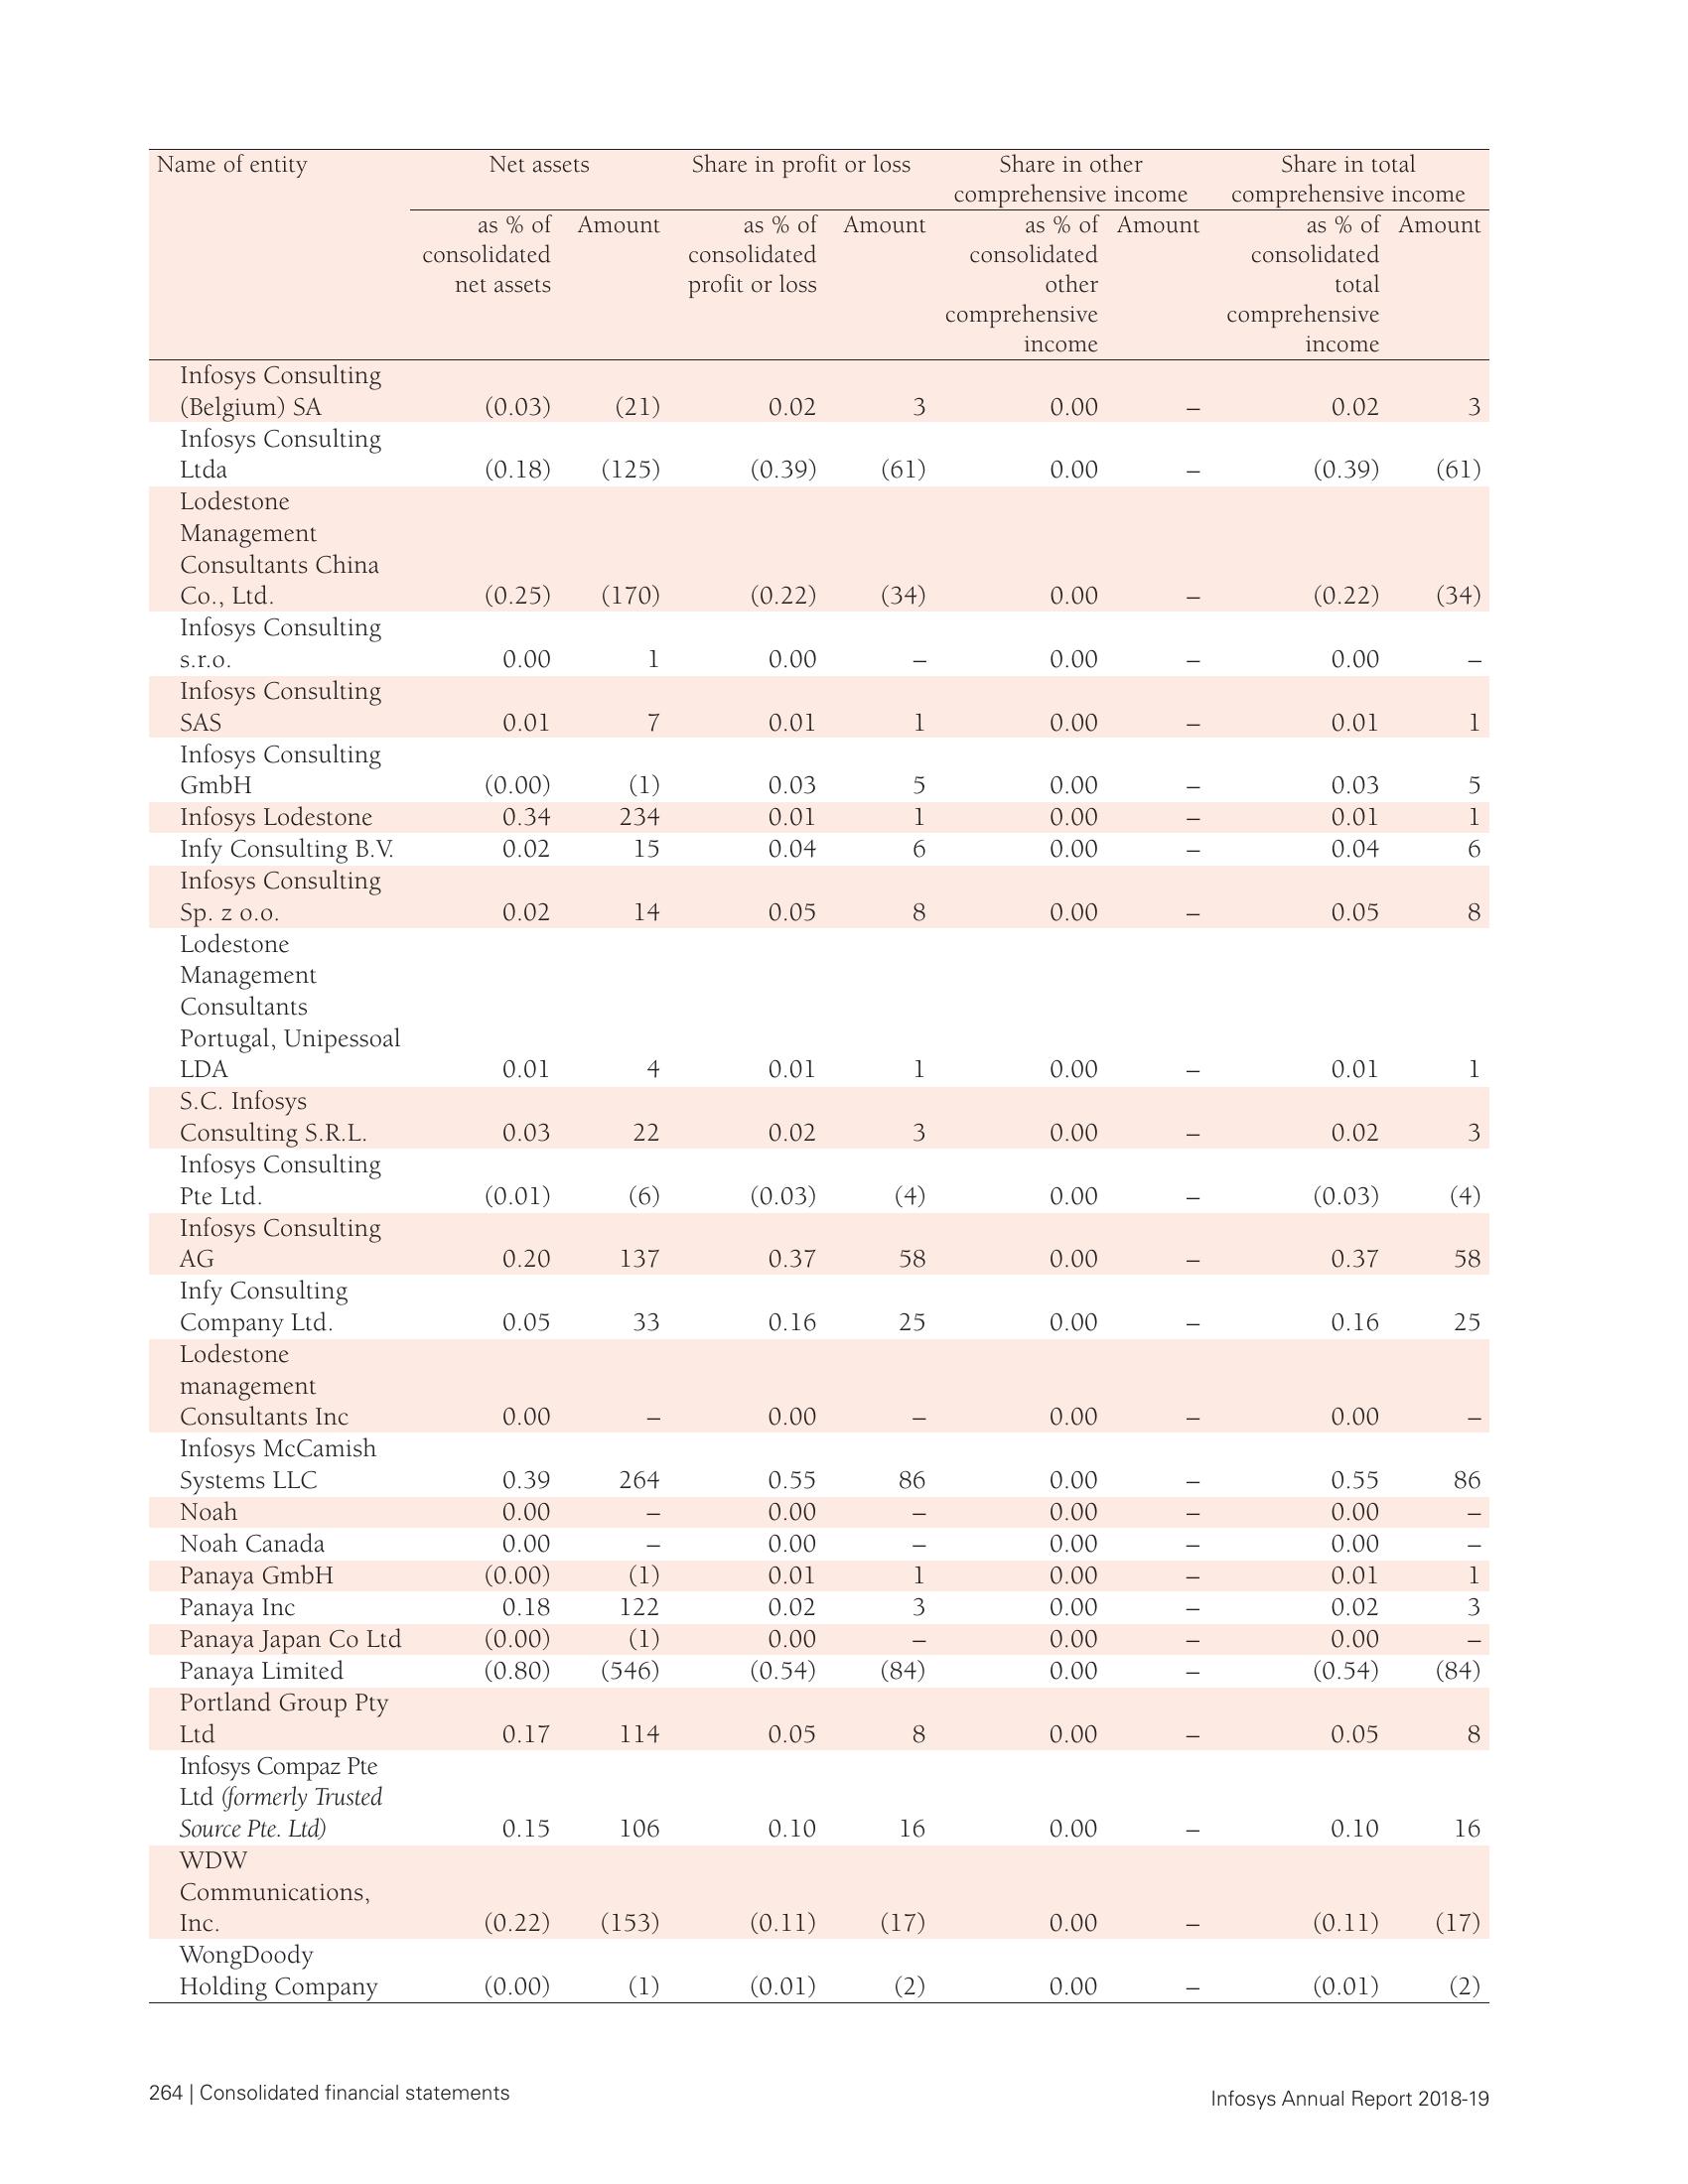 Name of entity Net assets Share in profit or loss Share in other Share in total
comprehensive income comprehensive income
as % of Amount as % of Amount as % of Amount as % of Amount
consolidated consolidated consolidated consolidated
net assets profit or loss other total
comprehensive comprehensive
income income
Infosys Consulting
(Belgium) SA (0.03) (21) 0.02 3 0.00 – 0.02 3
Infosys Consulting
Ltda (0.18) (125) (0.39) (61) 0.00 – (0.39) (61)
Lodestone
Management
Consultants China
Co., Ltd. (0.25) (170) (0.22) (34) 0.00 – (0.22) (34)
Infosys Consulting
s.r.o. 0.00 1 0.00 – 0.00 – 0.00 –
Infosys Consulting
SAS 0.01 7 0.01 1 0.00 – 0.01 1
Infosys Consulting
GmbH (0.00) (1) 0.03 5 0.00 – 0.03 5
Infosys Lodestone 0.34 234 0.01 1 0.00 – 0.01 1
Infy Consulting B.V. 0.02 15 0.04 6 0.00 – 0.04 6
Infosys Consulting
Sp. z o.o. 0.02 14 0.05 8 0.00 – 0.05 8
Lodestone
Management
Consultants
Portugal, Unipessoal
LDA 0.01 4 0.01 1 0.00 – 0.01 1
S.C. Infosys
Consulting S.R.L. 0.03 22 0.02 3 0.00 – 0.02 3
Infosys Consulting
Pte Ltd. (0.01) (6) (0.03) (4) 0.00 – (0.03) (4)
Infosys Consulting
AG 0.20 137 0.37 58 0.00 – 0.37 58
Infy Consulting
Company Ltd. 0.05 33 0.16 25 0.00 – 0.16 25
Lodestone
management
Consultants Inc 0.00 – 0.00 – 0.00 – 0.00 –
Infosys McCamish
Systems LLC 0.39 264 0.55 86 0.00 – 0.55 86
Noah 0.00 – 0.00 – 0.00 – 0.00 –
Noah Canada 0.00 – 0.00 – 0.00 – 0.00 –
Panaya GmbH (0.00) (1) 0.01 1 0.00 – 0.01 1
Panaya Inc 0.18 122 0.02 3 0.00 – 0.02 3
Panaya Japan Co Ltd (0.00) (1) 0.00 – 0.00 – 0.00 –
Panaya Limited (0.80) (546) (0.54) (84) 0.00 – (0.54) (84)
Portland Group Pty
Ltd 0.17 114 0.05 8 0.00 – 0.05 8
Infosys Compaz Pte
Ltd (formerly Trusted
Source Pte. Ltd) 0.15 106 0.10 16 0.00 – 0.10 16
WDW
Communications,
Inc. (0.22) (153) (0.11) (17) 0.00 – (0.11) (17)
WongDoody
Holding Company (0.00) (1) (0.01) (2) 0.00 – (0.01) (2)
264 | Consolidated financial statements Infosys Annual Report 2018-19